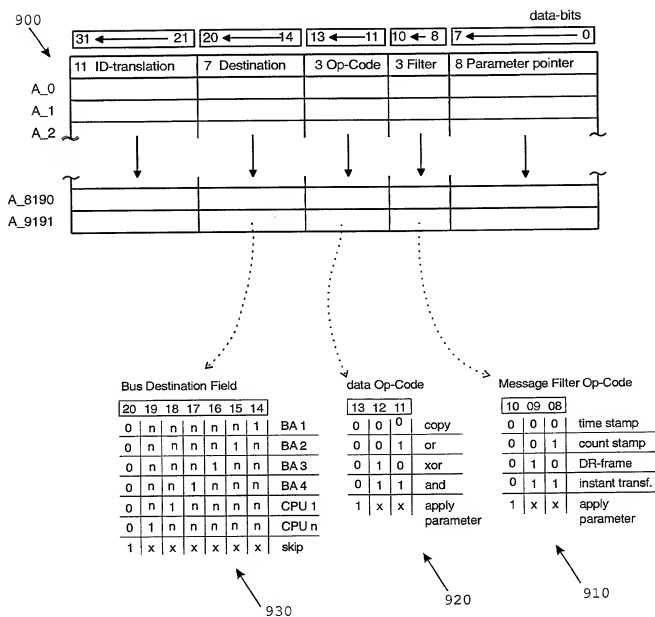 900
data-bits
31 21 20 14 13 11 10 8 7 0
11 ID-translation 7 Destination 3 Op-Code 3 Filter 8 Parameter pointer
A_0
A_1
A_2
A_8190
A_9191
Bus Destination Field
20 19 18 17 16 15 14
0 n n n n n 1 BA 1
0 n n n n 1 n BA 2
0 n n n 1 n n BA 3
0 n n 1 n n n BA 4
0 n 1 n n n n CPU 1
0 1 n n n n n CPU n
1 x x x x x x skip
930
data Op-Code
13 12 11
0 0 0 copy
0 0 1 or
0 1 0 xor
0 1 1 and
1 x x apply
parameter
920
Message Filter Op-Code
10 09 08
0 0 0 time stamp
0 0 1 count stamp
0 1 0 DR-frame
0 1 1 instant transf.
1 x x apply
parameter
910